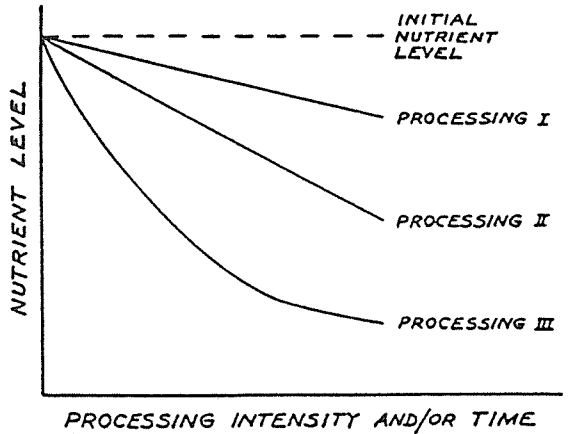 INITIAL
NUTRIENT
LEVEL
PROCESSING I
PROCESSING II
PROCESSING III
NUTRIENT LEVEL
PROCESSING INTENSITY AND/OR TIME